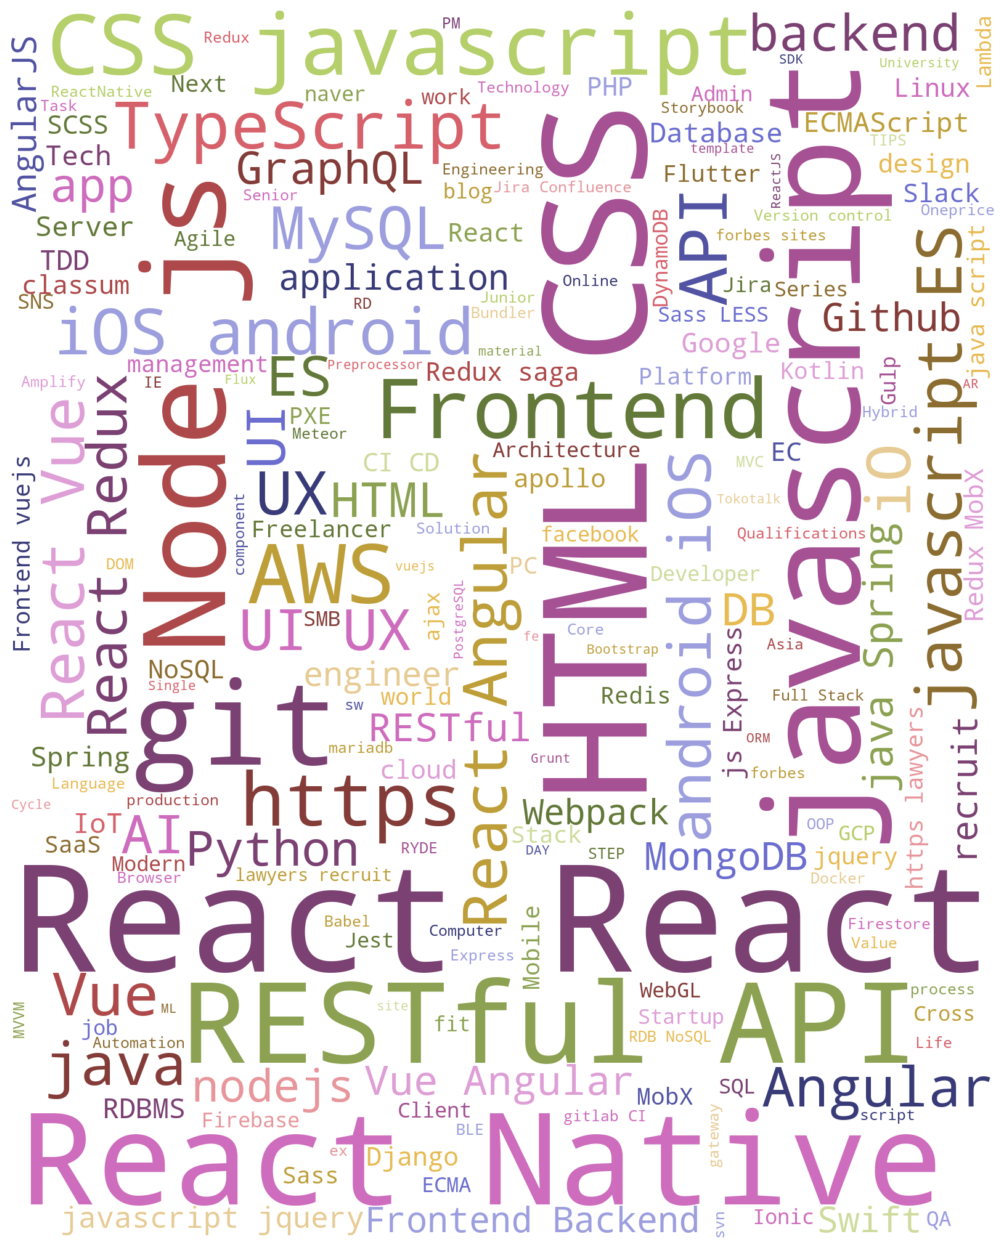 CSS javascript
backend
PM
Redux
SDK
University
Lambda
AngularJS
ReactNative
Next
naver
work
Technology
PHP
Admin
Linux
Task
TypeScript
Storybook
SCSS
Database
ECMAScript
TIPS
template
Tech
GraphQL
Engineering
Flutter
ReactJS
design
app
Senior
blog
Jira Confluence
Slack
Oneprice
Server
Agile
MySQL
React
CSS
DynamoDB
API
Version control
forbes sites
TDD
js
application
Online
classum
SNS
RD
Junior
Bundler
Jira
Series
Sass LESS
Github
javascript ES
java script
iOS android
material
Google
management
Preprocessor
Redux saga
Platform
Kotlin
Gulp
AR
Amplify
IE
Flux
ES
Frontend
Hybrid
React Vue
React Redux
Node
UI
PXE
Meteor
Architecture
EC
MVC
CI CD
apollo
Tokotalk
UX
HTML
iO
Frontend vuejs
component
Freelancer
Solution
facebook
android iOS
Qualifications
javascript
java Spring
Redux MobX
DOM
AWS
vuejs
React Angular
PC
HTML
Developer
UI UX
SMB
ajax
PostgreSQL
fe
Core
Bootstrap
DB
js Express
Asia
NoSQL
Single
engineer
world
sw
Redis
Full Stack
git
RESTful
mariadb
ORM
Spring
Language
cloud
Grunt
forbes
https lawyers
recruit
Cycle
production
https
Webpack
IoT
AI
Stack
OOP
GCP
SaaS
Python
RYDE
DAY
STEP
MongoDB
jquery
Modern
Browser
lawyers recruit
Docker
React
React
Babel
Jest
Computer
Express
Mobile
Firestore
Value
Vue
ML
RESTful API
site
WebGL
process
MVVM
job
fit
Startup
Cross
Automation
RDB NoSQL
Life
java
nodejs
Vue Angular
MobX
SQL
Angular
RDBMS
Firebase
Client
BLE
gitlab CI
gateway
script
React Native
ex
Django
Sass
ECMA
javascript jquery
Frontend Backend
svn
Ionic
Swift
QA